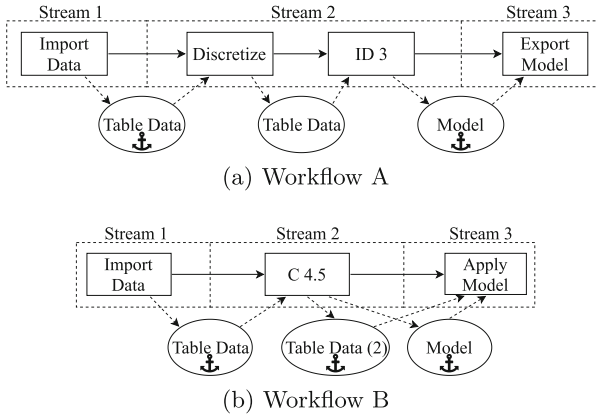 Stream 1 Stream 2 Stream 3
Import Data Discretize ID 3 Export Model
Table Data Table Data Model
(a) Workflow A
Stream 1 Stream 2 Stream 3
Import Data C 4.5 Apply Model
Table Data Table Data (2) Model
(b) Workflow B